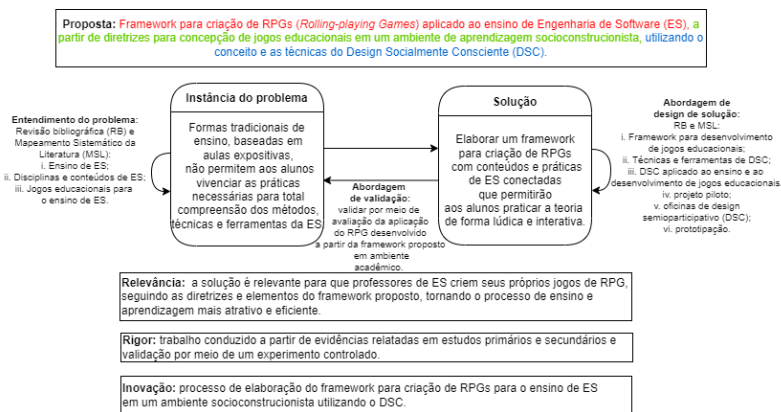 Proposta: Framework para criação de RPGs (Rolling-playing Games) aplicado ao ensino de Engenharia de Software (ES), a
partir de diretrizes para concepção de jogos educacionais em um ambiente de aprendizagem socioconstrucionista, utilizando o
conceito e as técnicas do Design Socialmente Consciente (DSC).
Entendimento do problema:
Revisão bibliográfica (RB) e
Mapeamento Sistemático da
Literatura (MSL):
i. Ensino de ES;
ii. Disciplinas e conteúdos de ES;
iii. Jogos educacionais para
o ensino de ES.
Instância do problema
Formas tradicionais de
ensino, baseadas em
aulas expositivas,
não permitem aos alunos
vivenciar as práticas
necessárias para total
compreensão dos métodos,
técnicas e ferramentas da ES
Abordagem
de validação:
validar por meio de
avaliação da aplicação
do RPG desenvolvido
a partir da framework proposto
em ambiente
acadêmico.
Solução
Elaborar um framework
para criação de RPGs
com conteúdos e práticas
de ES conectadas
que permitirão
aos alunos praticar a teoria
de forma lúdica e interativa.
Abordagem de
design de solução:
RB e MSL:
i. Framework para desenvolvimento
de jogos educacionais;
ii. Técnicas e ferramentas de DSC;
iii. DSC aplicado ao ensino e ao
desenvolvimento de jogos educacionais
iv. projeto piloto;
v. oficinas de design
semioparticipativo (DSC);
vi. prototipação.
Relevância: a solução é relevante para que professores de ES criem seus próprios jogos de RPG,
seguindo as diretrizes e elementos do framework proposto, tornando o processo de ensino e
aprendizagem mais atrativo e eficiente.
Rigor: trabalho conduzido a partir de evidências relatadas em estudos primários e secundários e
validação por meio de um experimento controlado.
Inovação: processo de elaboração do framework para criação de RPGs para o ensino de ES
em um ambiente socioconstrucionista utilizando o DSC.